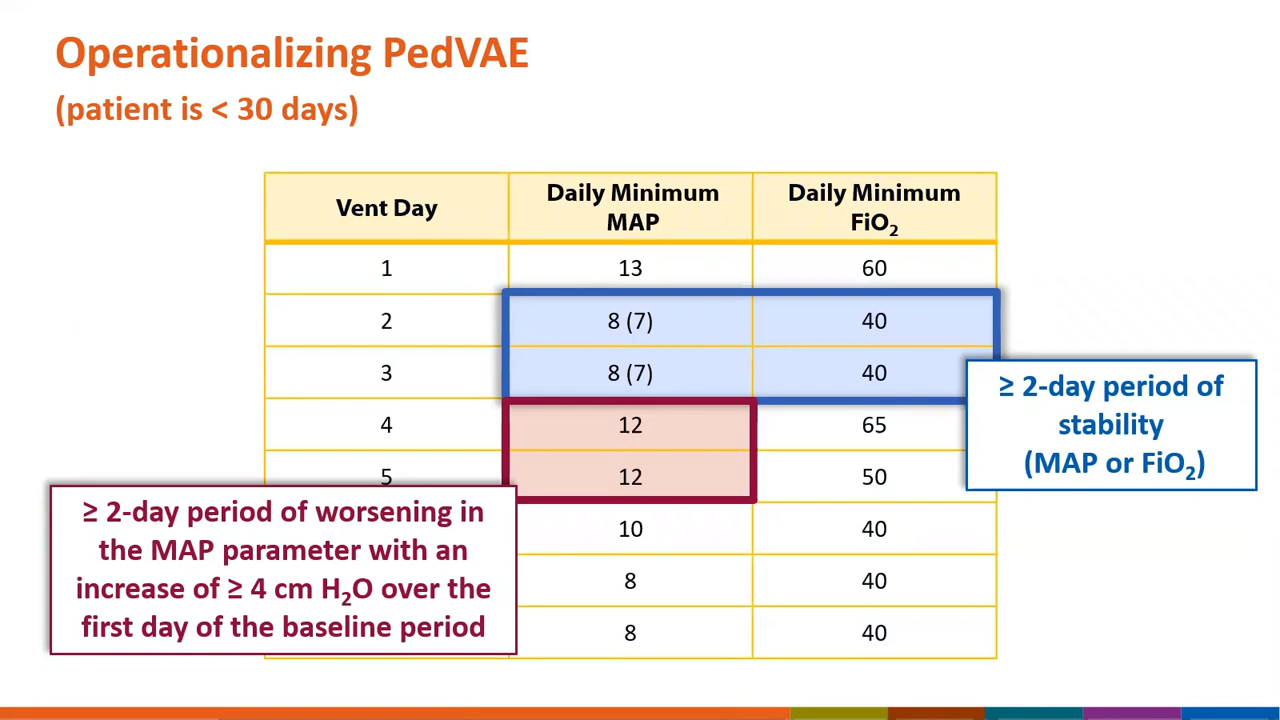 Operationalizing PedVAE
(patient is < 30 days)
Vent Day
Daily Minimum
MAP
Daily Minimum
FiO₂
1 13 60
2 8 (7) 40
3 8 (7) 40
4 12 65
5 12 50
10 40
8 40
8 40
≥ 2-day period of
stability
(MAP or FiO₂)
≥ 2-day period of worsening in
the MAP parameter with an
increase of ≥ 4 cm H₂O over the
first day of the baseline period